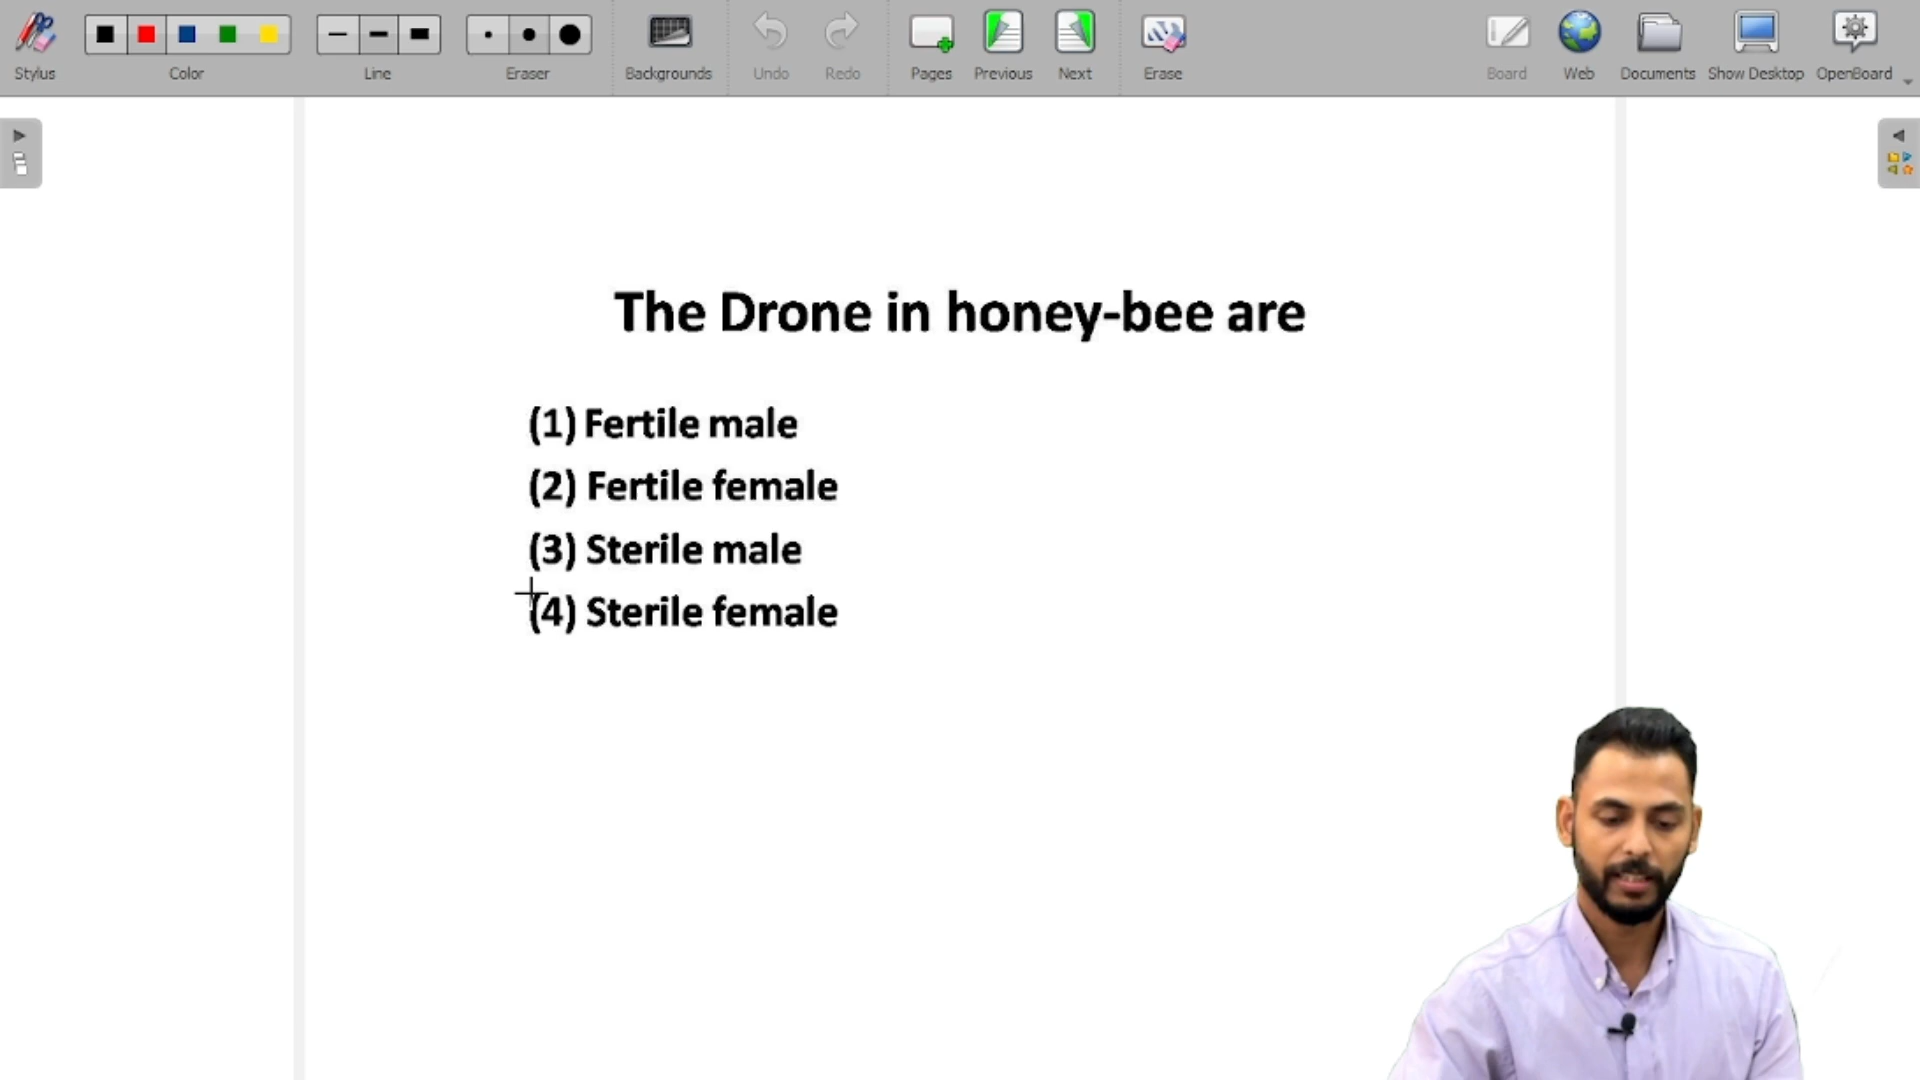 Stylus
Color
Line
Eraser
Backgrounds
Undo
Redo
Pages
Previous
Next
Erase
Board
Web
Documents
Show Desktop
OpenBoard
The Drone in honey-bee are
(1) Fertile male
(2) Fertile female
(3) Sterile male
(4) Sterile female